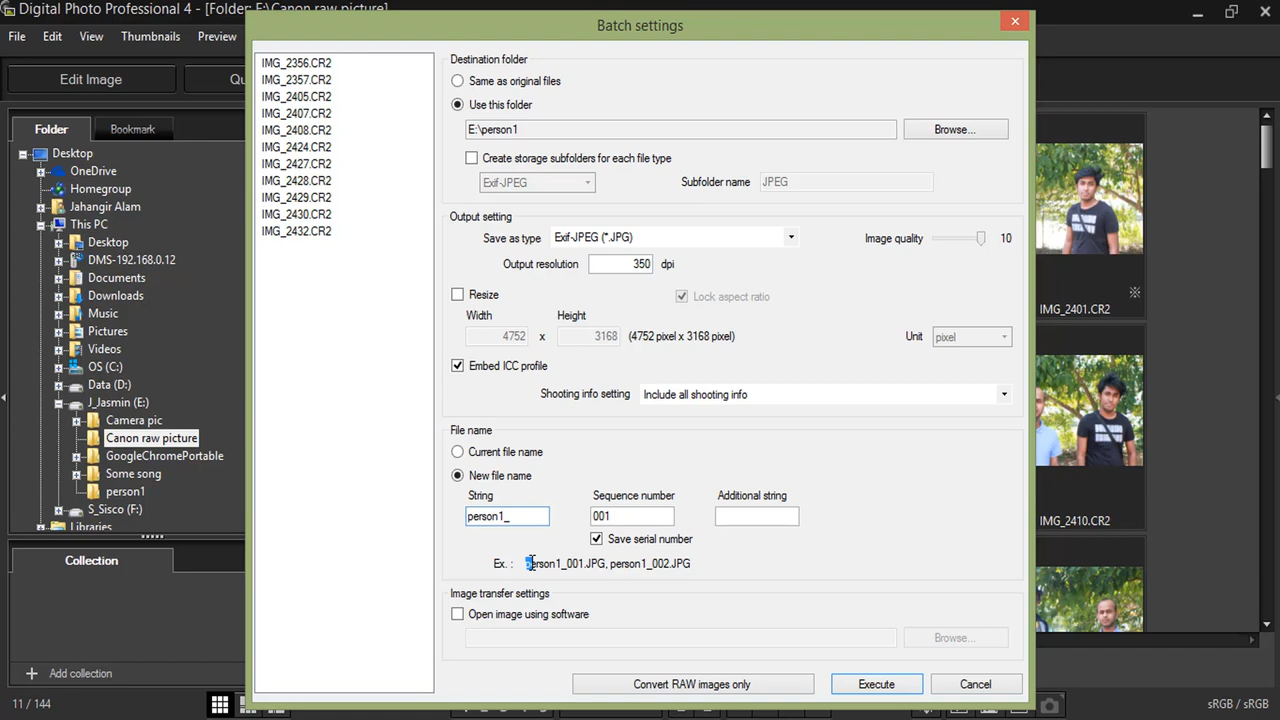 Digital Photo Professional 4 - [Folder: E:\Canon raw picture]
Batch settings
File Edit View Thumbnails Preview
Edit Image
Folder
Bookmark
Desktop
OneDrive
Homegroup
Jahangir Alam
This PC
Desktop
DMS-192.168.0.12
Documents
Downloads
Music
Pictures
Videos
OS (C:)
Data (D:)
J_Jasmin (E:)
Camera pic
Canon raw picture
GoogleChromePortable
Some song
person1
S_Sisco (F:)
Libraries
Collection
Add collection
11 / 144
IMG_2356.CR2
IMG_2357.CR2
IMG_2405.CR2
IMG_2407.CR2
IMG_2408.CR2
IMG_2424.CR2
IMG_2427.CR2
IMG_2428.CR2
IMG_2429.CR2
IMG_2430.CR2
IMG_2432.CR2
Destination folder
Same as original files
Use this folder
E:\person1 Browse...
Create storage subfolders for each file type
Exif-JPEG Subfolder name JPEG
Output setting
Save as type Exif-JPEG (*.JPG) Image quality 10
Output resolution 350 dpi
Resize Lock aspect ratio
Width Height
4752 x 3168 (4752 pixel x 3168 pixel) Unit pixel
Embed ICC profile
Shooting info setting Include all shooting info
File name
Current file name
New file name
String Sequence number Additional string
person1_ 001
Save serial number
Ex. : person1_001.JPG, person1_002.JPG
Image transfer settings
Open image using software
Browse...
Convert RAW images only Execute Cancel
IMG_2401.CR2
IMG_2410.CR2
sRGB / sRGB